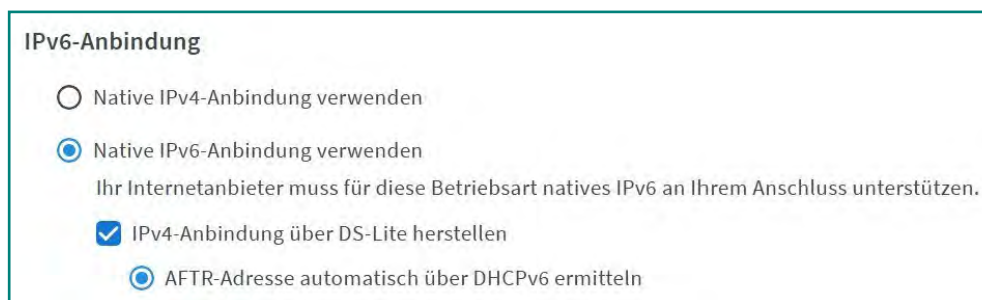 IPv6-Anbindung
Native IPv4-Anbindung verwenden
Native IPv6-Anbindung verwenden
Ihr Internetanbieter muss für diese Betriebsart natives IPv6 an Ihrem Anschluss unterstützen.
IPv4-Anbindung über DS-Lite herstellen
AFTR-Adresse automatisch über DHCPv6 ermitteln